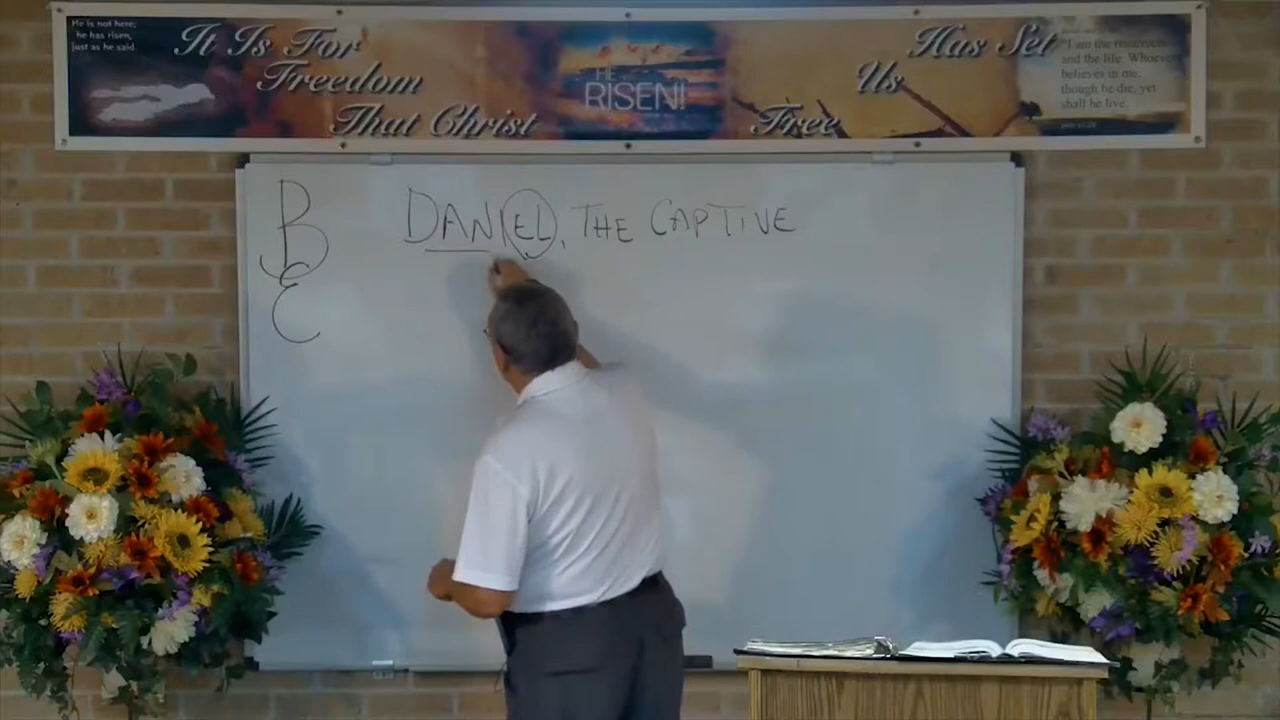 He is not here;
he has risen,
just as he said.
It Is For
Freedom
That Christ
HE
RISEN!
Has Set
Us
Free
"I am the resurrection
and the life. Whoever
believes in me,
though he die, yet
shall he live.
B
E
DANIEL, THE CAPTIVE